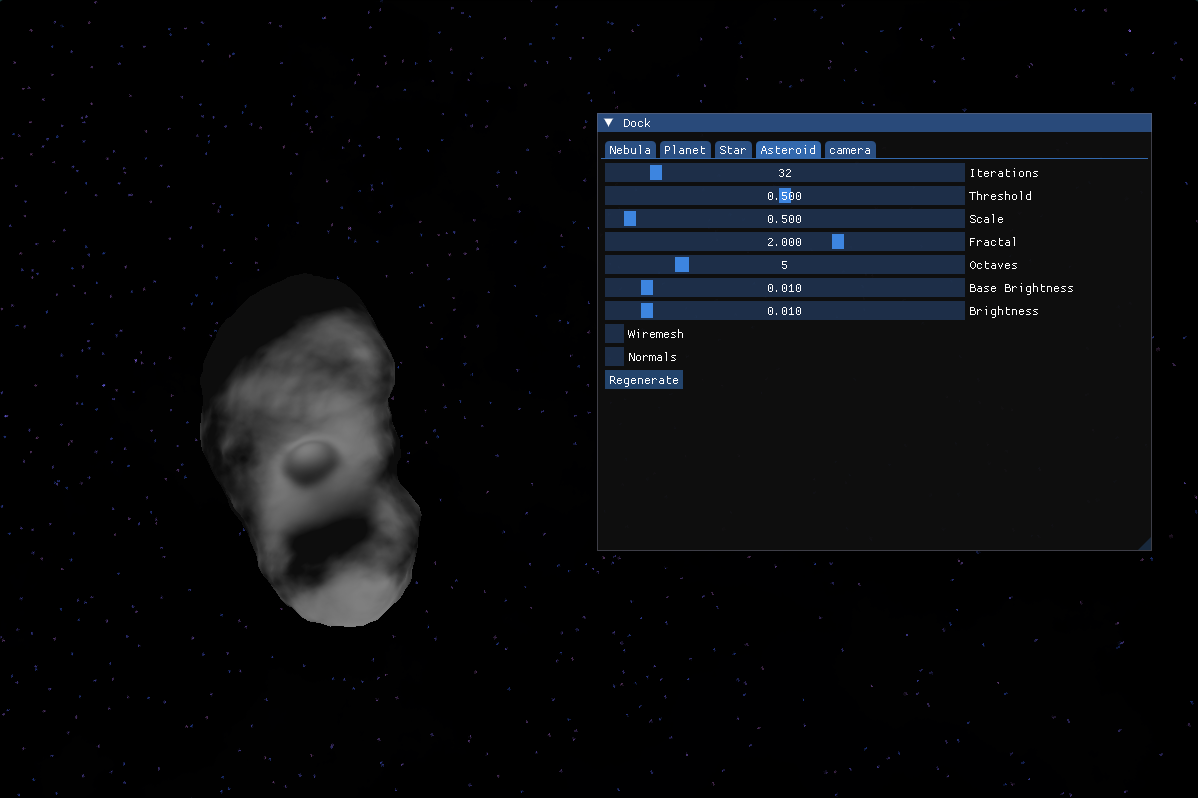 Dock
Nebula Planet Star Asteroid camera
32 Iterations
0.500 Threshold
0.500 Scale
2.000 Fractal
5 Octaves
0.010 Base Brightness
0.010 Brightness
Wiremesh
Normals
Regenerate